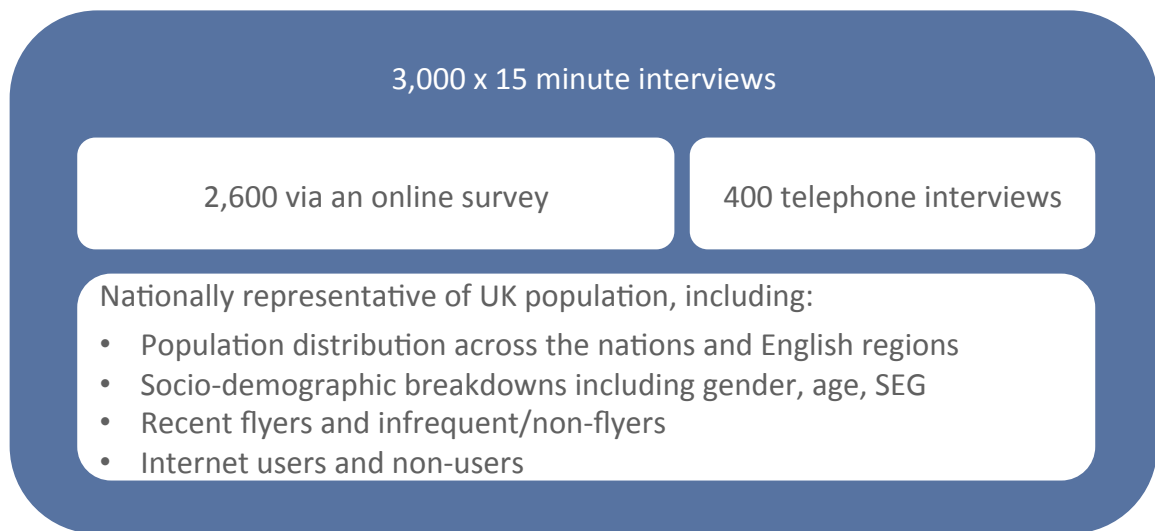 3,000 x 15 minute interviews
2,600 via an online survey
400 telephone interviews
Nationally representative of UK population, including:
• Population distribution across the nations and English regions
• Socio-demographic breakdowns including gender, age, SEG
• Recent flyers and infrequent/non-flyers
• Internet users and non-users